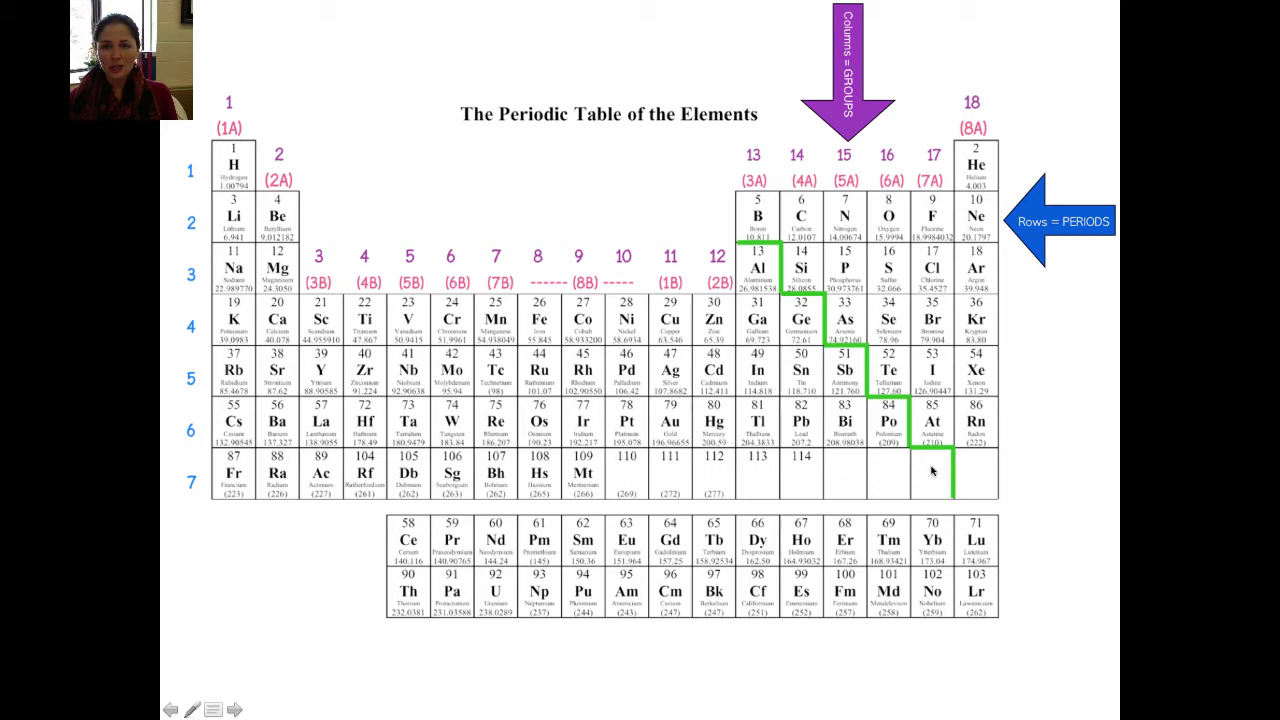 Columns = GROUPS
The Periodic Table of the Elements
1 18
(1A) (8A)
1 2
H He
Hydrogen Helium
1.00794 4.003
2 13 14 15 16 17
(2A) (3A) (4A) (5A) (6A) (7A)
1
Rows = PERIODS
3 4 5 6 7 8 9 10
2 Li Be B C N O F Ne
Lithium Beryllium Boron Carbon Nitrogen Oxygen Fluorine Neon
6.941 9.012182 10.811 12.0107 14.00674 15.9994 18.9984032 20.1797
11 12 13 14 15 16 17 18
3 Na Mg Al Si P S Cl Ar
Sodium Magnesium Aluminum Silicon Phosphorus Sulfur Chlorine Argon
22.989770 24.3050 26.981538 28.0855 30.973761 32.066 35.4527 39.948
3 4 5 6 7 8 9 10 11 12
(3B) (4B) (5B) (6B) (7B) ------ (8B) ----- (1B) (2B)
19 20 21 22 23 24 25 26 27 28 29 30 31 32 33 34 35 36
4 K Ca Sc Ti V Cr Mn Fe Co Ni Cu Zn Ga Ge As Se Br Kr
Potassium Calcium Scandium Titanium Vanadium Chromium Manganese Iron Cobalt Nickel Copper Zinc Gallium Germanium Arsenic Selenium Bromine Krypton
39.0983 40.078 44.955910 47.867 50.9415 51.9961 54.938049 55.845 58.933200 58.6934 63.546 65.39 69.723 72.61 74.92160 78.96 79.904 83.80
37 38 39 40 41 42 43 44 45 46 47 48 49 50 51 52 53 54
5 Rb Sr Y Zr Nb Mo Tc Ru Rh Pd Ag Cd In Sn Sb Te I Xe
Rubidium Strontium Yttrium Zirconium Niobium Molybdenum Technetium Ruthenium Rhodium Palladium Silver Cadmium Indium Tin Antimony Tellurium Iodine Xenon
85.4678 87.62 88.90585 91.224 92.90638 95.94 (98) 101.07 102.90550 106.42 107.8682 112.411 114.818 118.710 121.760 127.60 126.90447 131.29
55 56 57 72 73 74 75 76 77 78 79 80 81 82 83 84 85 86
6 Cs Ba La Hf Ta W Re Os Ir Pt Au Hg Tl Pb Bi Po At Rn
Cesium Barium Lanthanum Hafnium Tantalum Tungsten Rhenium Osmium Iridium Platinum Gold Mercury Thallium Lead Bismuth Polonium Astatine Radon
132.90545 137.327 138.9055 178.49 180.9479 183.84 186.207 190.23 192.217 195.078 196.96655 200.59 204.3833 207.2 208.98038 (209) (210) (222)
87 88 89 104 105 106 107 108 109 110 111 112 113 114
7 Fr Ra Ac Rf Db Sg Bh Hs Mt
Francium Radium Actinium Rutherfordium Dubnium Seaborgium Bohrium Hassium Meitnerium
(223) (226) (227) (261) (262) (263) (262) (265) (266) (269) (272) (277)
58 59 60 61 62 63 64 65 66 67 68 69 70 71
Ce Pr Nd Pm Sm Eu Gd Tb Dy Ho Er Tm Yb Lu
Cerium Praseodymium Neodymium Promethium Samarium Europium Gadolinium Terbium Dysprosium Holmium Erbium Thulium Ytterbium Lutetium
140.116 140.90765 144.24 (145) 150.36 151.964 157.25 158.92534 162.50 164.93032 167.26 168.93421 173.04 174.967
90 91 92 93 94 95 96 97 98 99 100 101 102 103
Th Pa U Np Pu Am Cm Bk Cf Es Fm Md No Lr
Thorium Protactinium Uranium Neptunium Plutonium Americium Curium Berkelium Californium Einsteinium Fermium Mendelevium Nobelium Lawrencium
232.0381 231.03588 238.0289 (237) (244) (243) (247) (247) (251) (252) (257) (258) (259) (262)